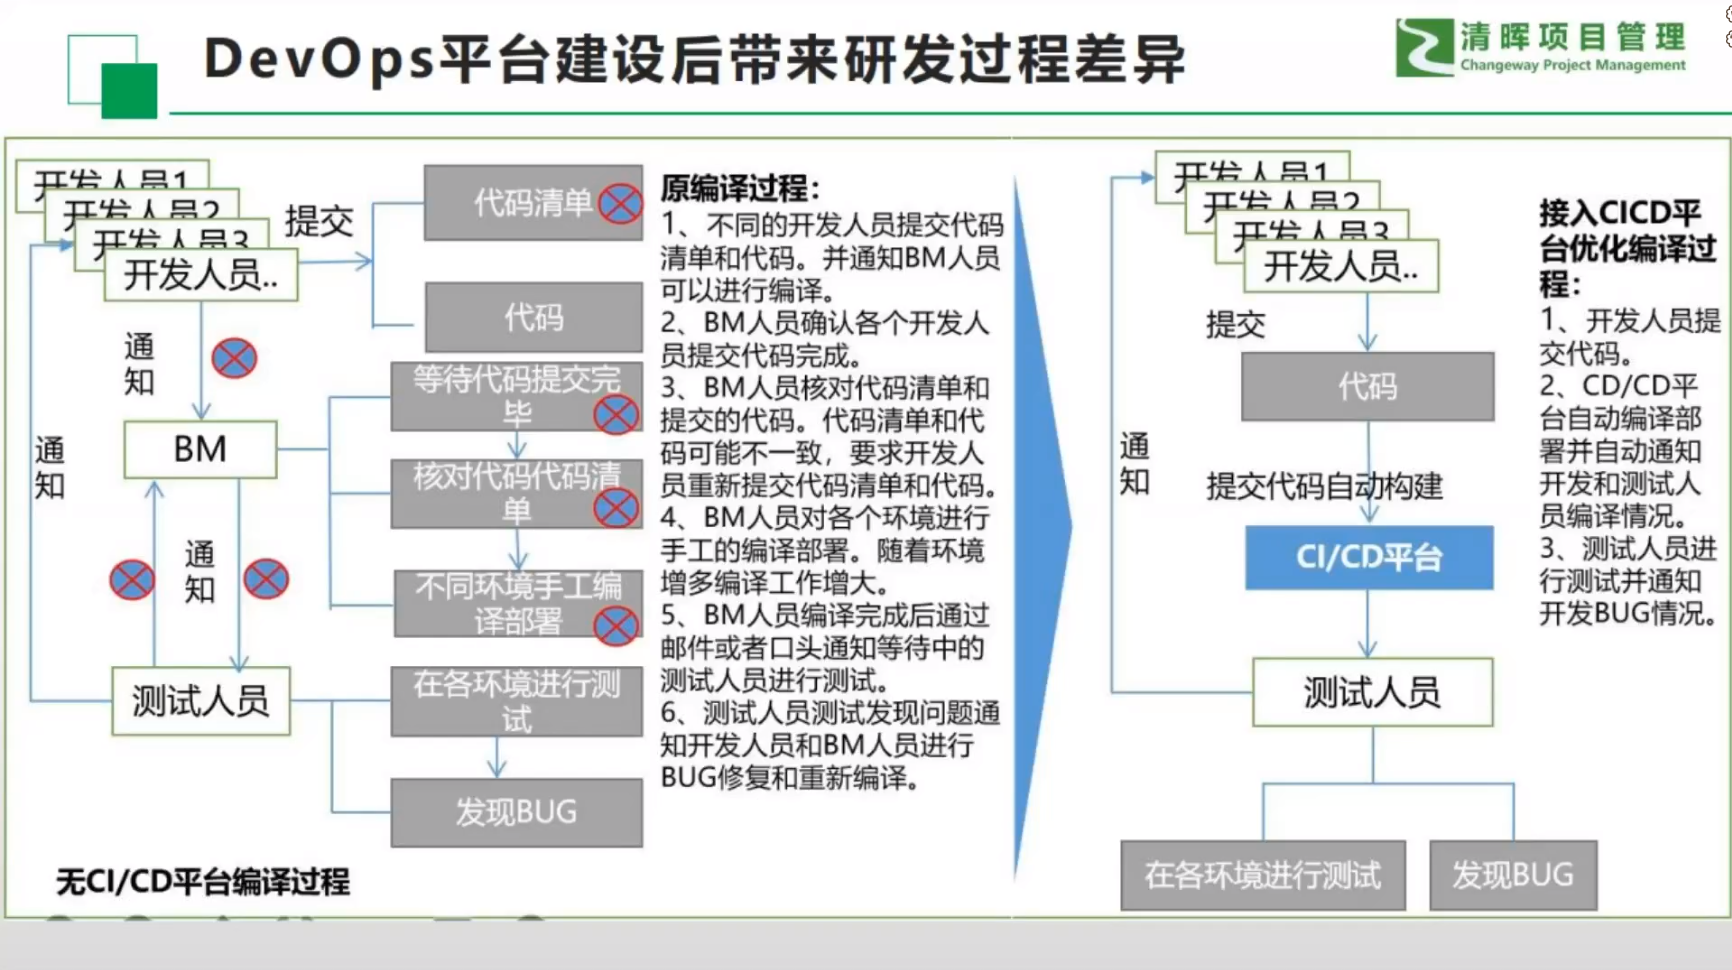 DevOps平台建设后带来研发过程差异
清晖项目管理
Changeway Project Management
开发人员1
开发人员2
开发人员3
开发人员..
提交
代码清单
代码
通
知
BM
等待代码提交完
毕
核对代码代码清
单
不同环境手工编
译部署
通
知
通
知
测试人员
在各环境进行测
试
发现BUG
无CI/CD平台编译过程
原编译过程：
1、不同的开发人员提交代码
清单和代码。并通知BM人员
可以进行编译。
2、BM人员确认各个开发人
员提交代码完成。
3、BM人员核对代码清单和
提交的代码。代码清单和代
码可能不一致，要求开发人
员重新提交代码清单和代码。
4、BM人员对各个环境进行
手工的编译部署。随着环境
增多编译工作增大。
5、BM人员编译完成后通过
邮件或者口头通知等待中的
测试人员进行测试。
6、测试人员测试发现问题通
知开发人员和BM人员进行
BUG修复和重新编译。
开发人员1
开发人员2
开发人员3
开发人员..
提交
代码
通
知
提交代码自动构建
CI/CD平台
测试人员
在各环境进行测试
发现BUG
接入CICD平
台优化编译过
程：
1、开发人员提
交代码。
2、CD/CD平
台自动编译部
署并自动通知
开发和测试人
员编译情况。
3、测试人员进
行测试并通知
开发BUG情况。